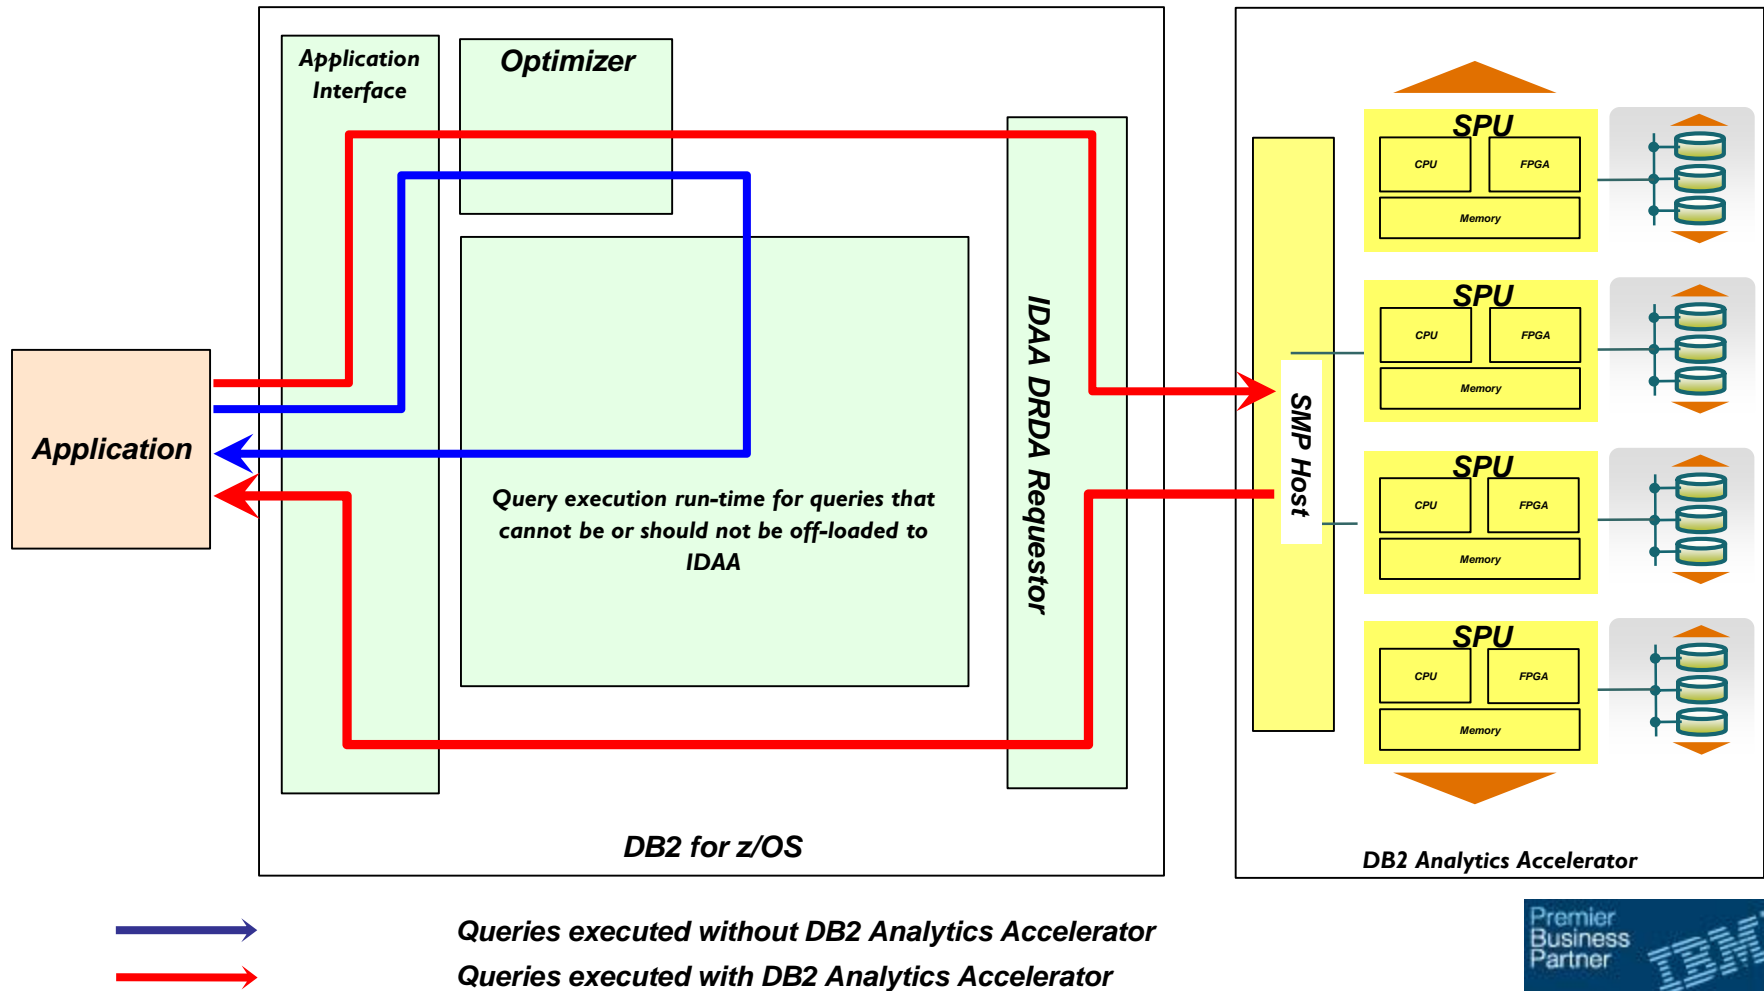 Application
Interface
Optimizer
Application
Query execution run-time for queries that
cannot be or should not be off-loaded to
IDAA
IDAA DRDA Requestor
DB2 for z/OS
SMP Host
SPU
CPU
FPGA
Memory
SPU
CPU
FPGA
Memory
SPU
CPU
FPGA
Memory
SPU
CPU
FPGA
Memory
DB2 Analytics Accelerator
Queries executed without DB2 Analytics Accelerator
Queries executed with DB2 Analytics Accelerator
Premier
Business
Partner
IBM